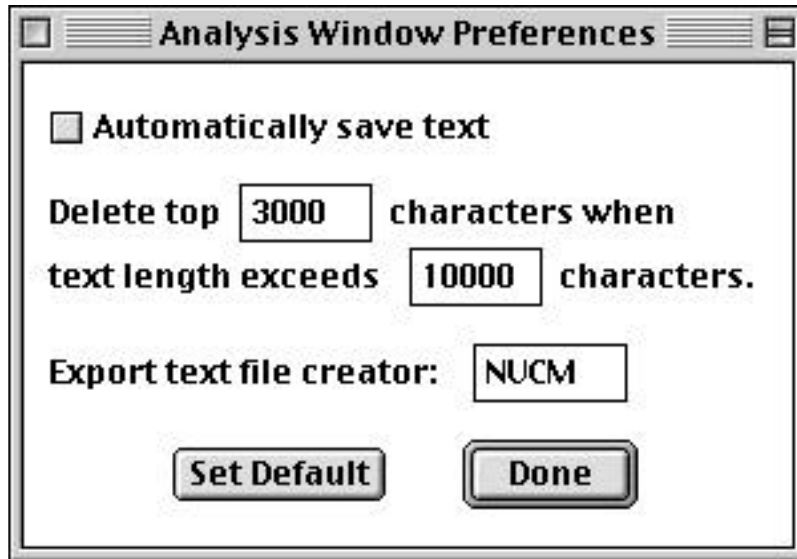 Analysis Window Preferences
Automatically save text
Delete top 3000 characters when
text length exceeds 10000 characters.
Export text file creator: NUCM
Set Default Done